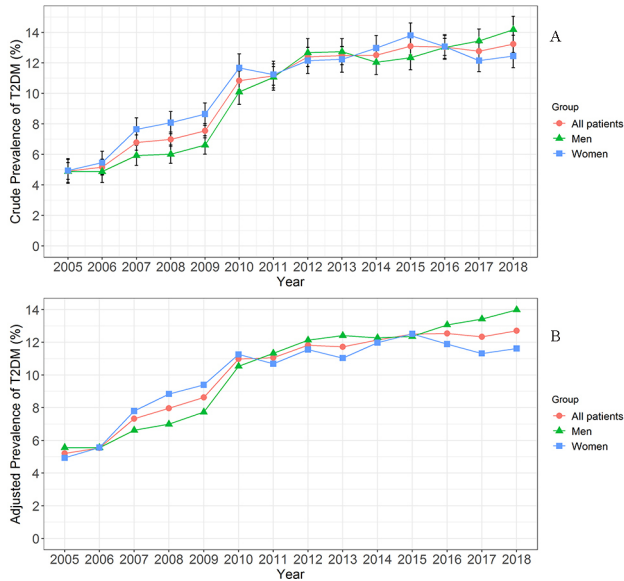 A
Crude Prevalence of T2DM (%)
14
12
10
8
6
4
2
0
2005 2006 2007 2008 2009 2010 2011 2012 2013 2014 2015 2016 2017 2018
Year
Group
All patients
Men
Women
B
Adjusted Prevalence of T2DM (%)
14
12
10
8
6
4
2
0
2005 2006 2007 2008 2009 2010 2011 2012 2013 2014 2015 2016 2017 2018
Year
Group
All patients
Men
Women